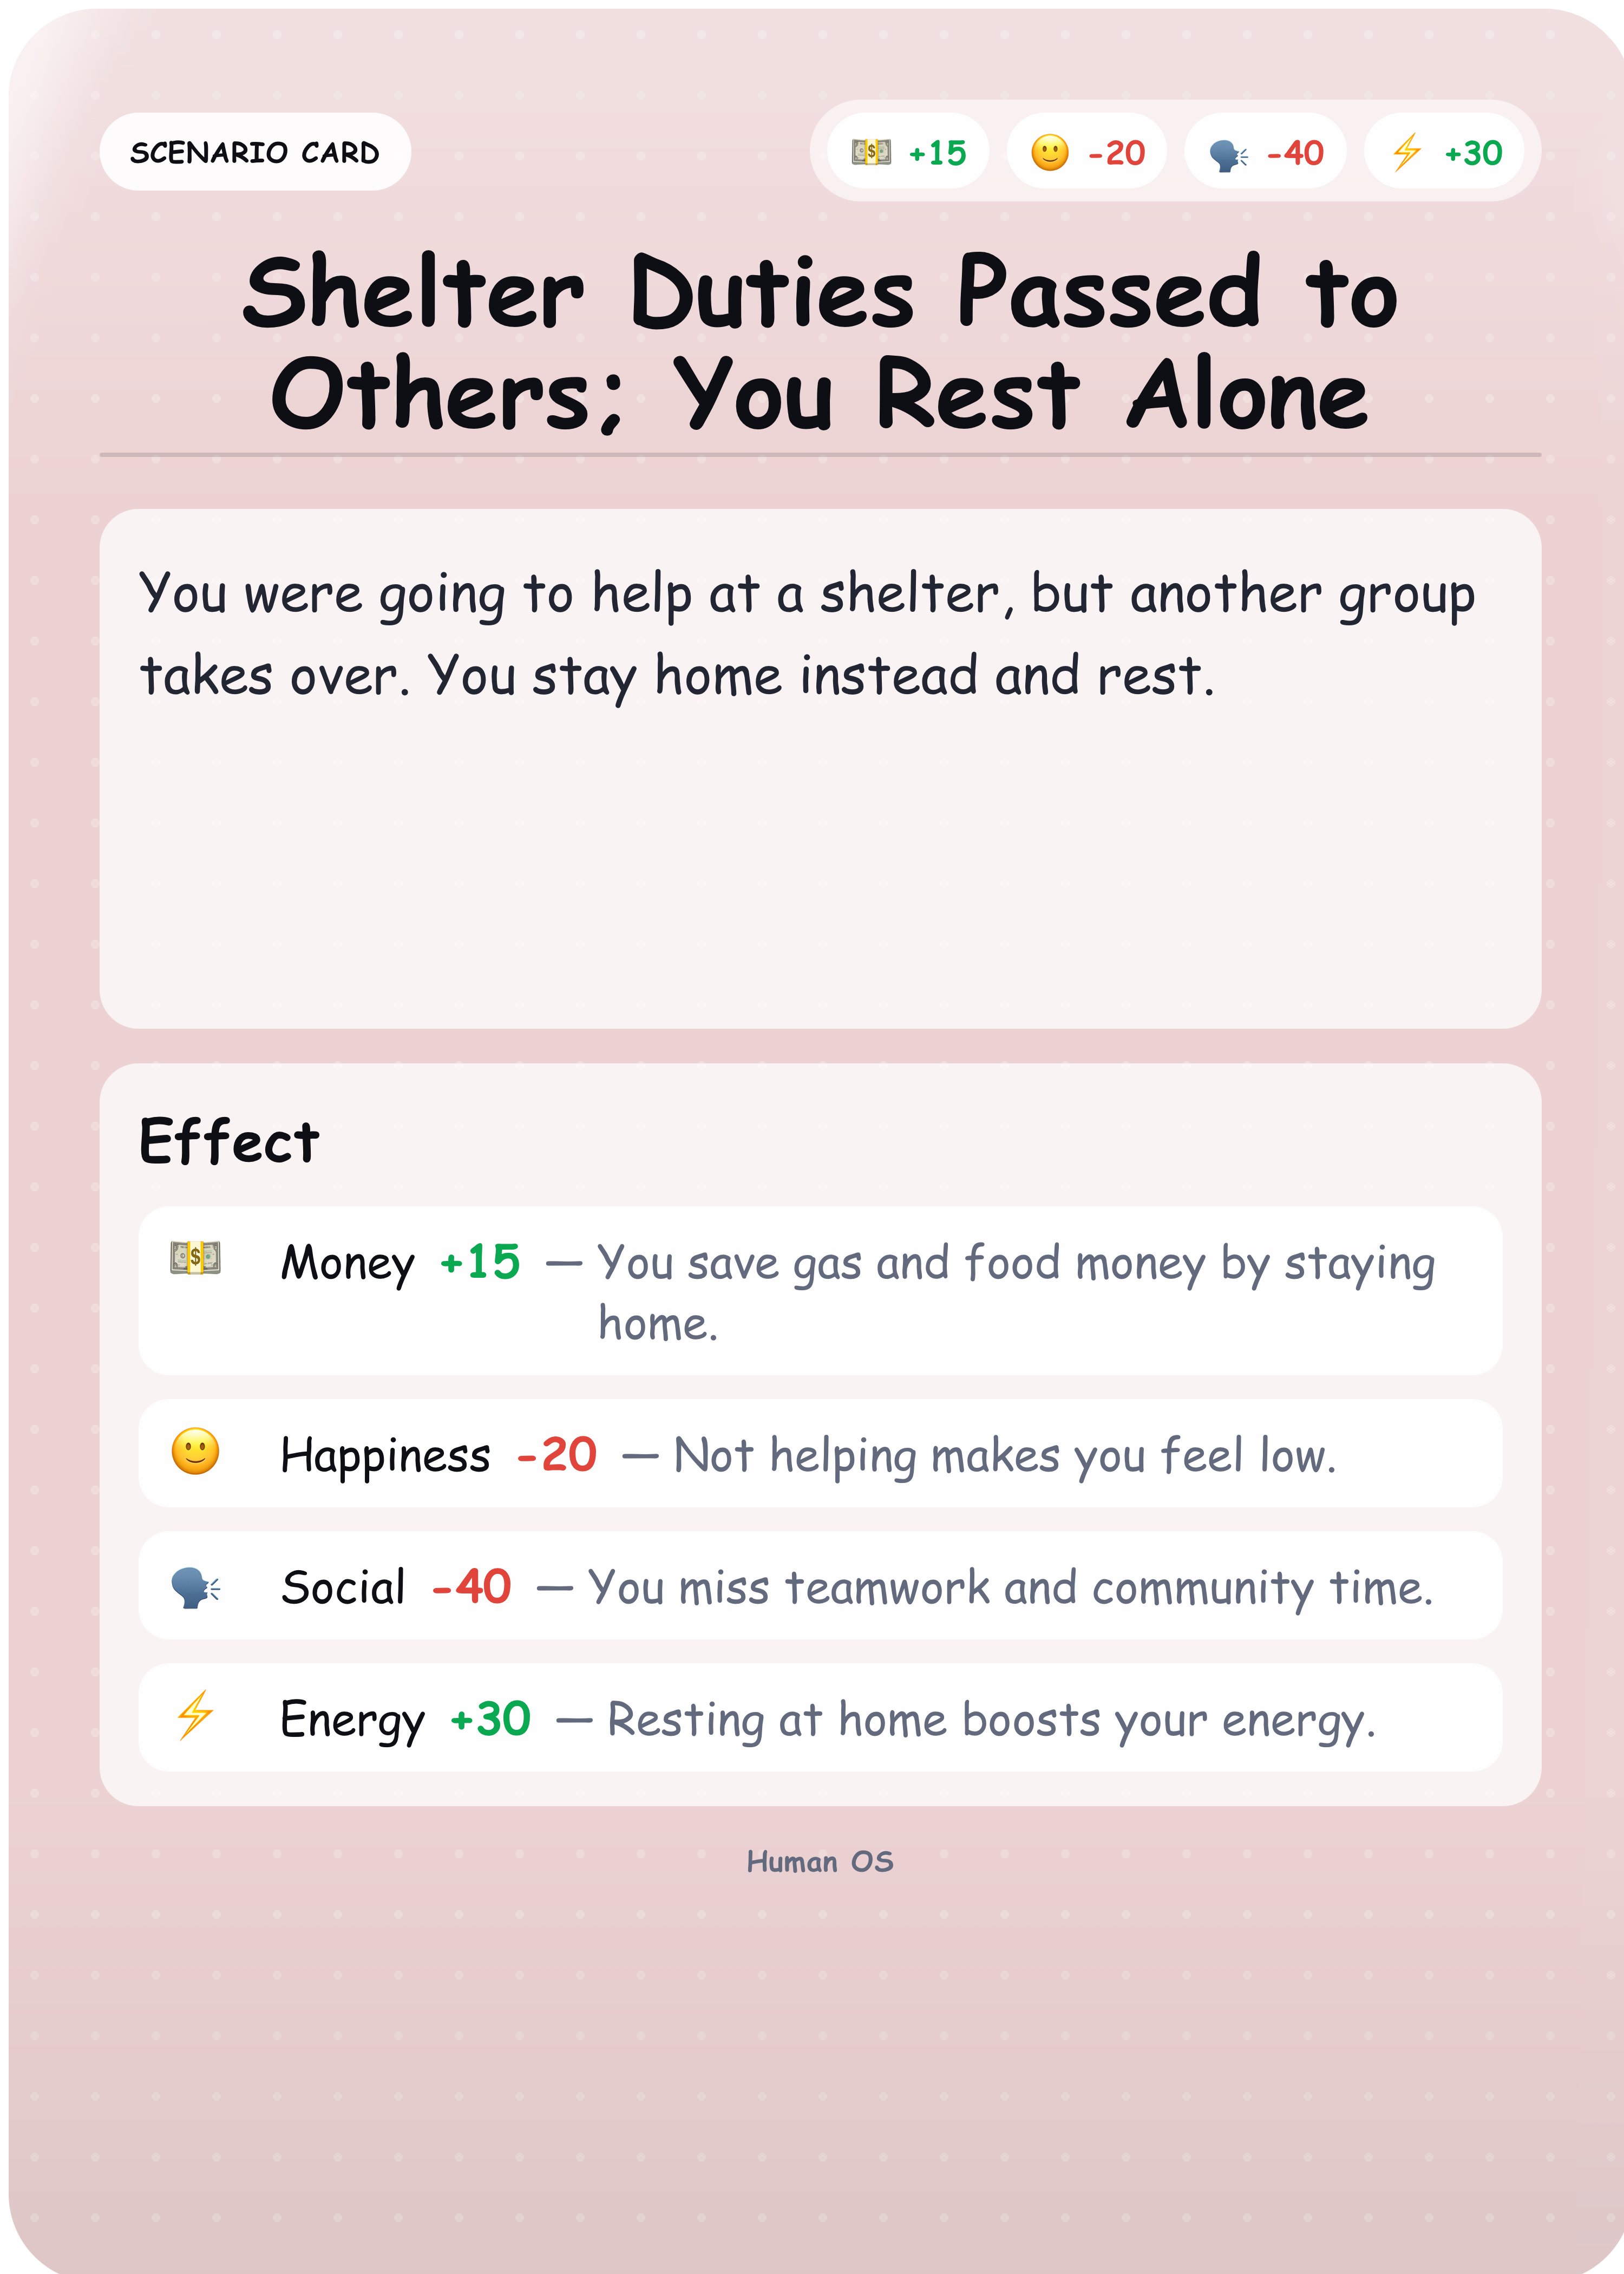 SCENARIO CARD
💵 +15 🙂 -20 🗣️ -40 ⚡ +30
Shelter Duties Passed to
Others; You Rest Alone
You were going to help at a shelter, but another group
takes over. You stay home instead and rest.
Effect
💵 Money +15 — You save gas and food money by staying
home.
🙂 Happiness -20 — Not helping makes you feel low.
🗣️ Social -40 — You miss teamwork and community time.
⚡ Energy +30 — Resting at home boosts your energy.
Human OS